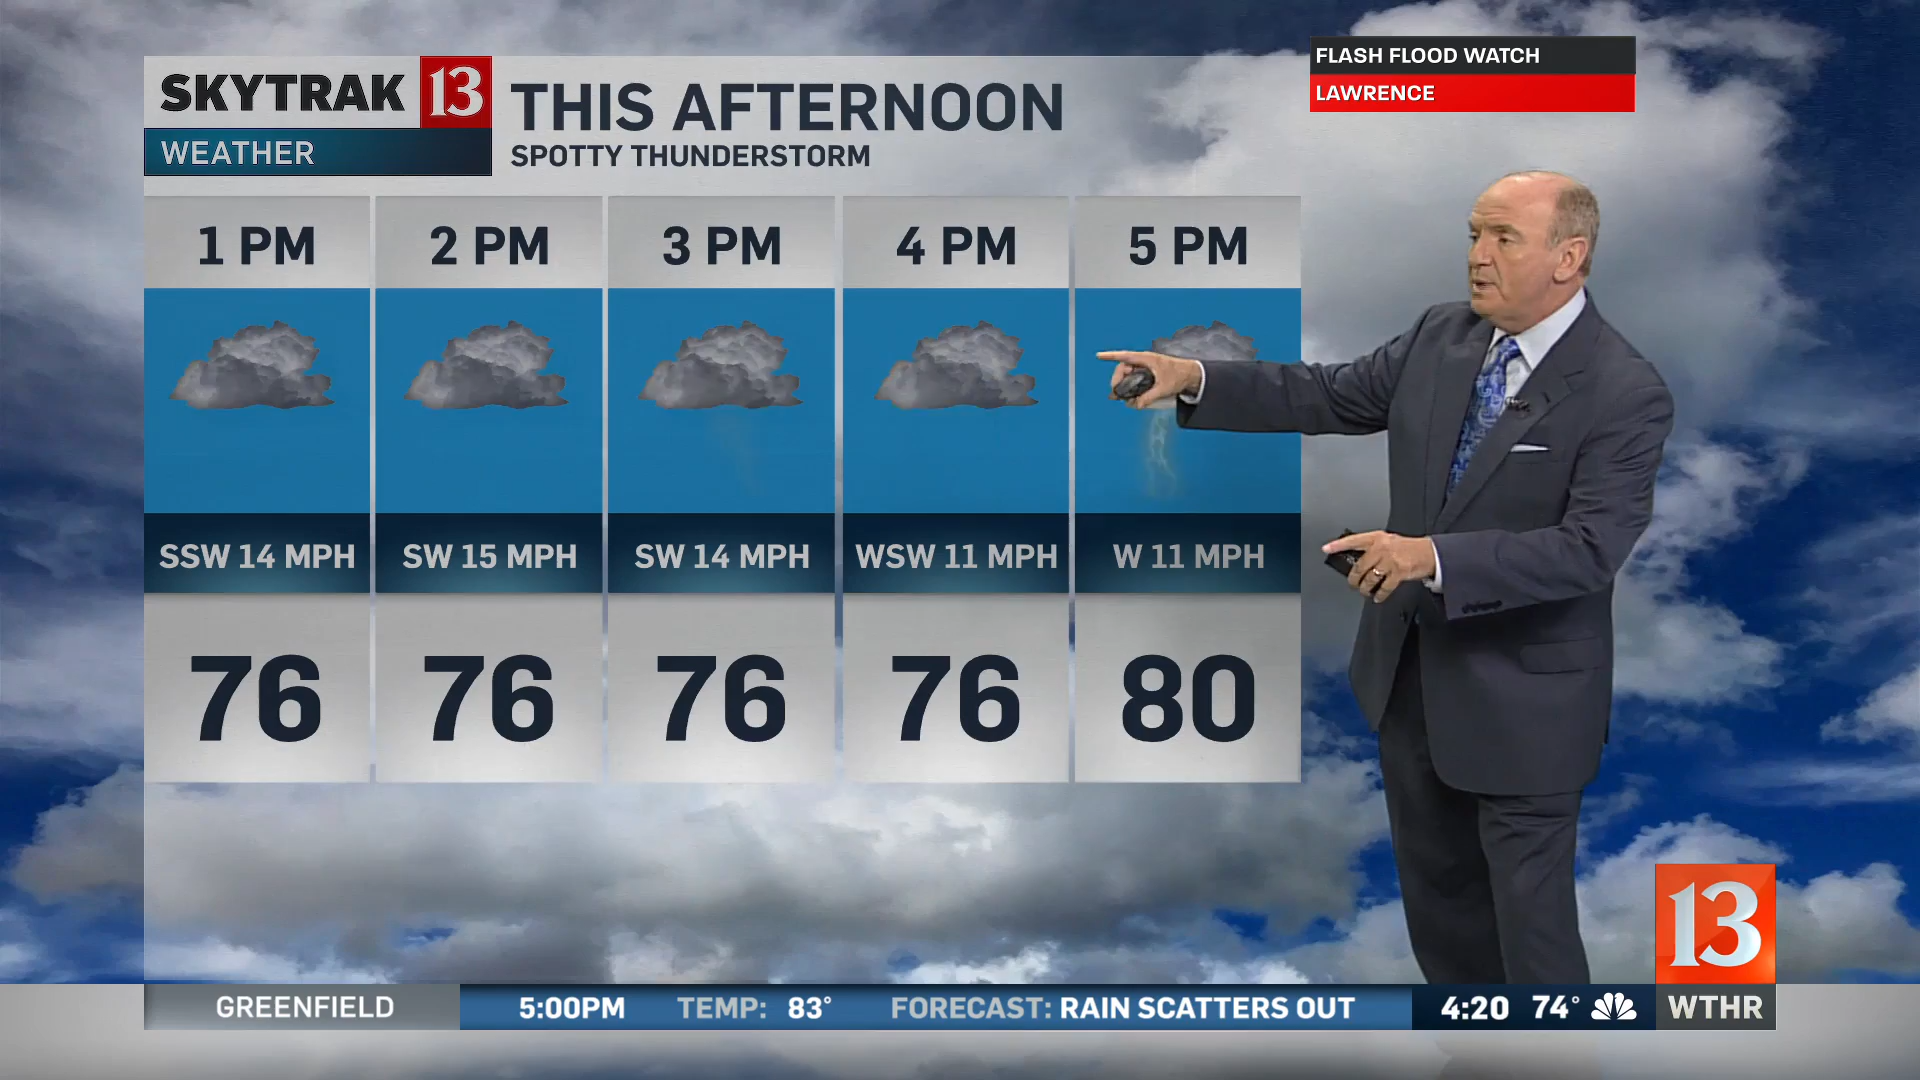 SKYTRAK 13
WEATHER
THIS AFTERNOON
SPOTTY THUNDERSTORM
FLASH FLOOD WATCH
LAWRENCE
1 PM
2 PM
3 PM
4 PM
5 PM
SSW 14 MPH
SW 15 MPH
SW 14 MPH
WSW 11 MPH
W 11 MPH
76
76
76
76
80
13
GREENFIELD
5:00PM TEMP: 83° FORECAST: RAIN SCATTERS OUT
4:20 74°
WTHR